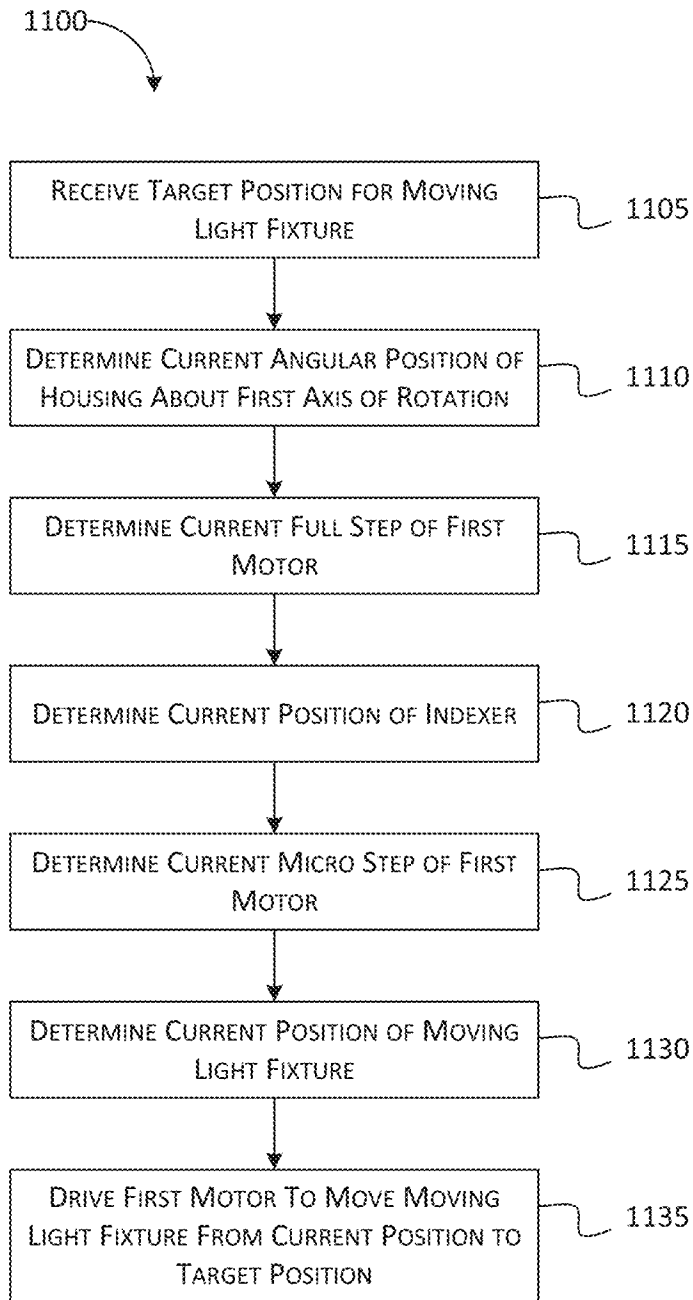 1100
RECEIVE TARGET POSITION FOR MOVING
LIGHT FIXTURE
1105
DETERMINE CURRENT ANGULAR POSITION OF
HOUSING ABOUT FIRST AXIS OF ROTATION
1110
DETERMINE CURRENT FULL STEP OF FIRST
MOTOR
1115
DETERMINE CURRENT POSITION OF INDEXER
1120
DETERMINE CURRENT MICRO STEP OF FIRST
MOTOR
1125
DETERMINE CURRENT POSITION OF MOVING
LIGHT FIXTURE
1130
DRIVE FIRST MOTOR TO MOVE MOVING
LIGHT FIXTURE FROM CURRENT POSITION TO
TARGET POSITION
1135